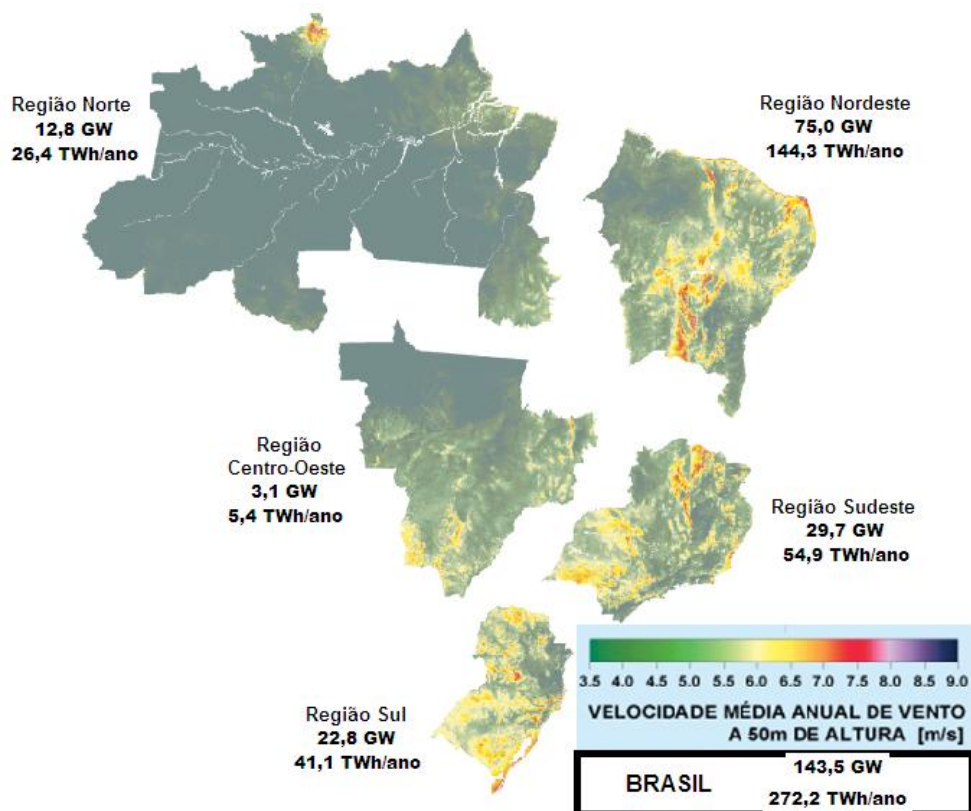 Região Norte
12,8 GW
26,4 TWh/ano
Região Nordeste
75,0 GW
144,3 TWh/ano
Região
Centro-Oeste
3,1 GW
5,4 TWh/ano
Região Sudeste
29,7 GW
54,9 TWh/ano
Região Sul
22,8 GW
41,1 TWh/ano
3.5 4.0 4.5 5.0 5.5 6.0 6.5 7.0 7.5 8.0 8.5 9.0
VELOCIDADE MÉDIA ANUAL DE VENTO
A 50m DE ALTURA [m/s]
BRASIL
143,5 GW
272,2 TWh/ano